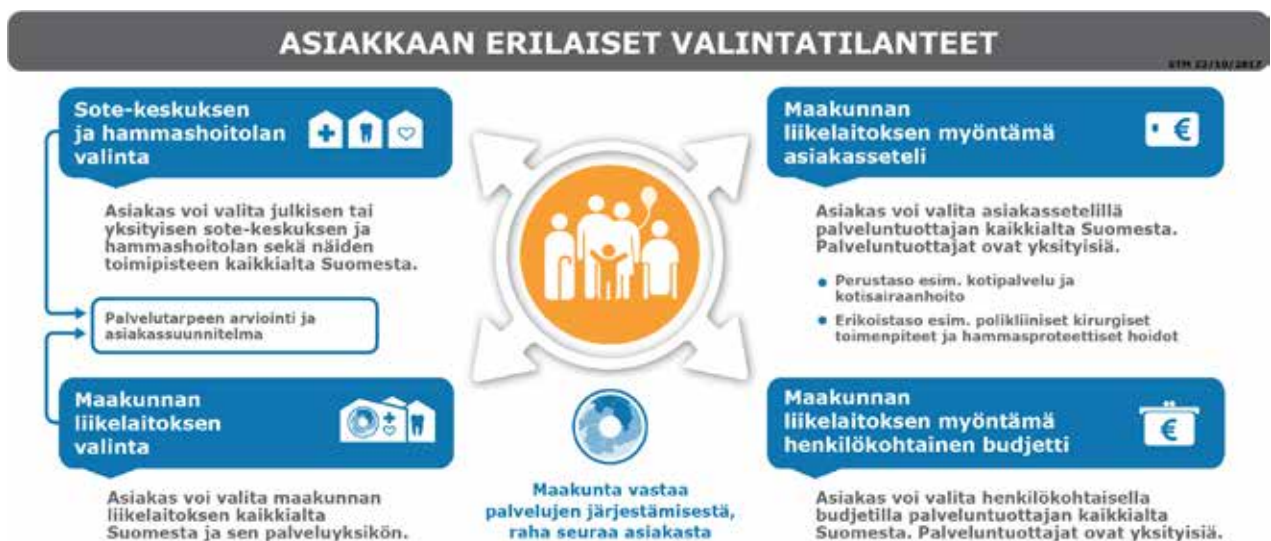 ASIAKKAAN ERILAISET VALINTATILANTEET
STM 22/10/2017
Sote-keskuksen
ja hammashoitolan
valinta
Asiakas voi valita julkisen tai
yksityisen sote-keskuksen ja
hammashoitolan sekä näiden
toimipisteen kaikkialta Suomesta.
Palvelutarpeen arviointi ja
asiakassuunnitelma
Maakunnan
liikelaitoksen
valinta
Asiakas voi valita maakunnan
liikelaitoksen kaikkialta
Suomesta ja sen palveluyksikön.
Maakunta vastaa
palvelujen järjestämisestä,
raha seuraa asiakasta
Maakunnan
liikelaitoksen myöntämä
asiakasseteli
€
Asiakas voi valita asiakassetelillä
palveluntuottajan kaikkialta Suomesta.
Palveluntuottajat ovat yksityisiä.
• Perustaso esim. kotipalvelu ja
kotisairaanhoito
• Erikoistaso esim. polikliiniset kirurgiset
toimenpiteet ja hammasproteettiset hoidot
Maakunnan
liikelaitoksen myöntämä
henkilökohtainen budjetti
€
Asiakas voi valita henkilökohtaisella
budjetilla palveluntuottajan kaikkialta
Suomesta. Palveluntuottajat ovat yksityisiä.